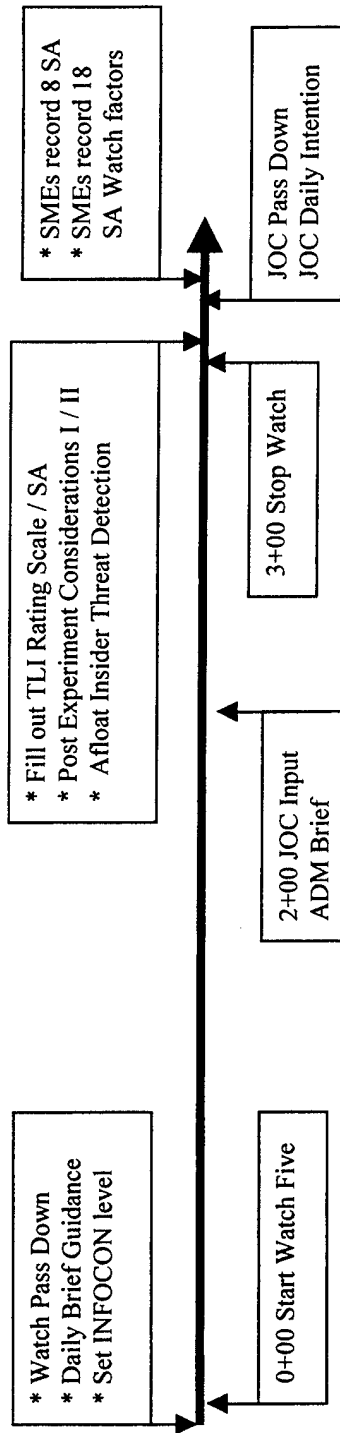 * Watch Pass Down
* Daily Brief Guidance
* Set INFOCON level
* Fill out TLI Rating Scale / SA
* Post Experiment Considerations I / II
* Afloat Insider Threat Detection
* SMEs record 8 SA
* SMEs record 18
SA Watch factors
0+00 Start Watch Five
2+00 JOC Input
ADM Brief
3+00 Stop Watch
JOC Pass Down
JOC Daily Intention